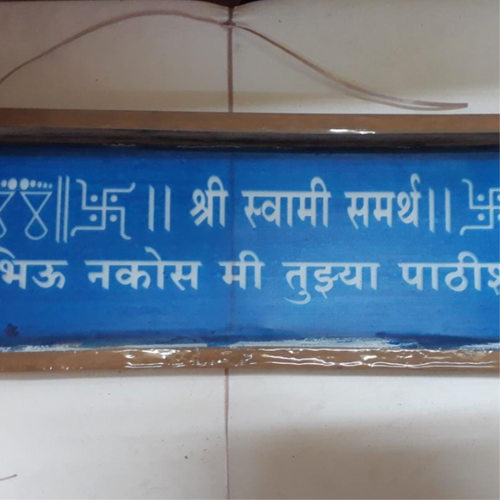 ।। श्री स्वामी समर्थ।।
भिऊ नकोस मी तुझ्या